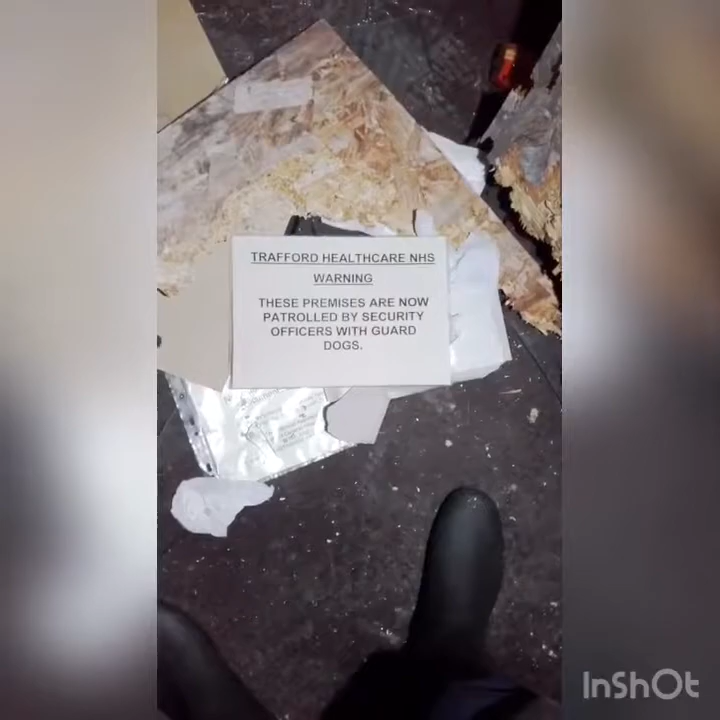 TRAFFORD HEALTHCARE NHS
WARNING
THESE PREMISES ARE NOW
PATROLLED BY SECURITY
OFFICERS WITH GUARD
DOGS.
InShOt